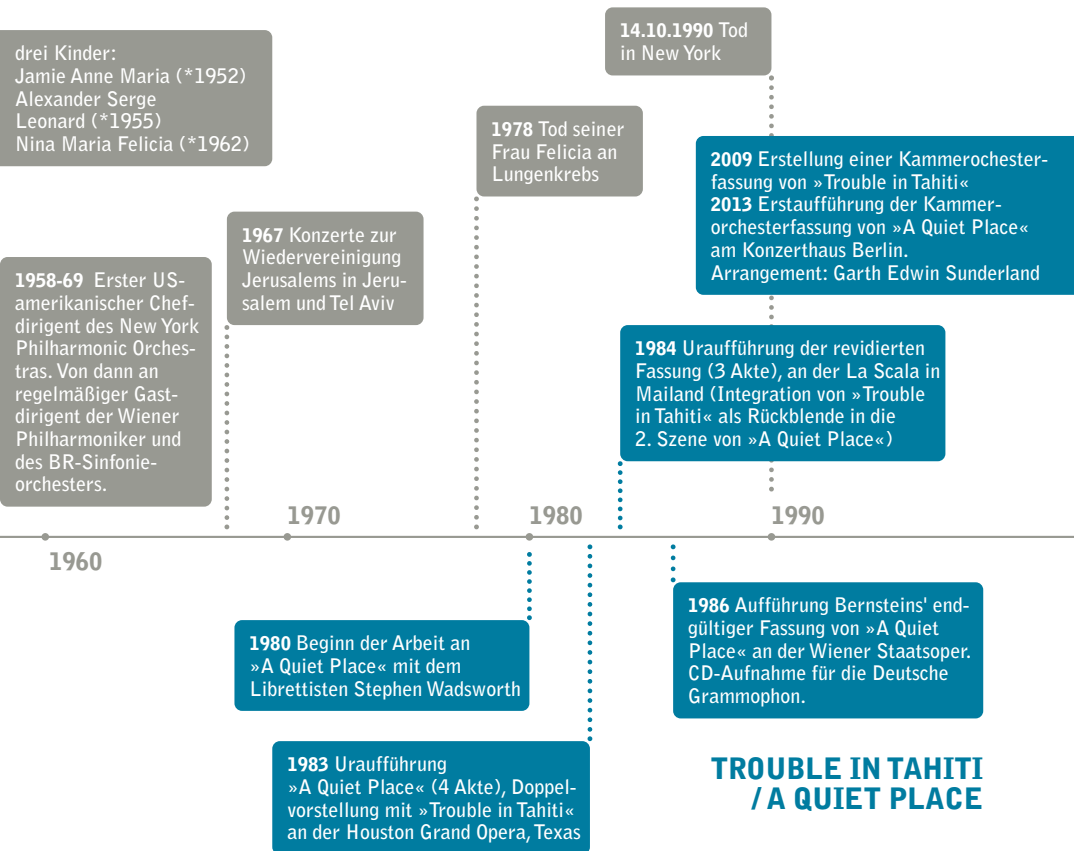 drei Kinder:
Jamie Anne Maria (*1952)
Alexander Serge
Leonard (*1955)
Nina Maria Felicia (*1962)
14.10.1990 Tod
in New York
1978 Tod seiner
Frau Felicia an
Lungenkrebs
2009 Erstellung einer Kammerochester-
fassung von »Trouble in Tahiti«
2013 Erstaufführung der Kammer-
orchesterfassung von »A Quiet Place«
am Konzerthaus Berlin.
Arrangement: Garth Edwin Sunderland
1967 Konzerte zur
Wiedervereinigung
Jerusalems in Jeru-
salem und Tel Aviv
1958-69 Erster US-
amerikanischer Chef-
dirigent des New York
Philharmonic Orches-
tras. Von dann an
regelmäßiger Gast-
dirigent der Wiener
Philharmoniker und
des BR-Sinfonie-
orchesters.
1984 Uraufführung der revidierten
Fassung (3 Akte), an der La Scala in
Mailand (Integration von »Trouble
in Tahiti« als Rückblende in die
2. Szene von »A Quiet Place«)
1970
1980
1990
1960
1980 Beginn der Arbeit an
»A Quiet Place« mit dem
Librettisten Stephen Wadsworth
1986 Aufführung Bernsteins' end-
gültiger Fassung von »A Quiet
Place« an der Wiener Staatsoper.
CD-Aufnahme für die Deutsche
Grammophon.
1983 Uraufführung
»A Quiet Place« (4 Akte), Doppel-
vorstellung mit »Trouble in Tahiti«
an der Houston Grand Opera, Texas
TROUBLE IN TAHITI
/ A QUIET PLACE